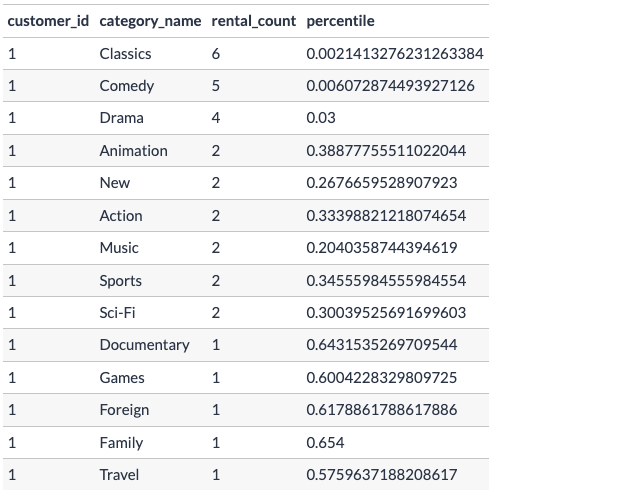 customer_id category_name rental_count percentile
1 Classics 6 0.0021413276231263384
1 Comedy 5 0.006072874493927126
1 Drama 4 0.03
1 Animation 2 0.38877755511022044
1 New 2 0.2676659528907923
1 Action 2 0.33398821218074654
1 Music 2 0.2040358744394619
1 Sports 2 0.34555984555984554
1 Sci-Fi 2 0.30039525691699603
1 Documentary 1 0.6431535269709544
1 Games 1 0.6004228329809725
1 Foreign 1 0.6178861788617886
1 Family 1 0.654
1 Travel 1 0.5759637188208617